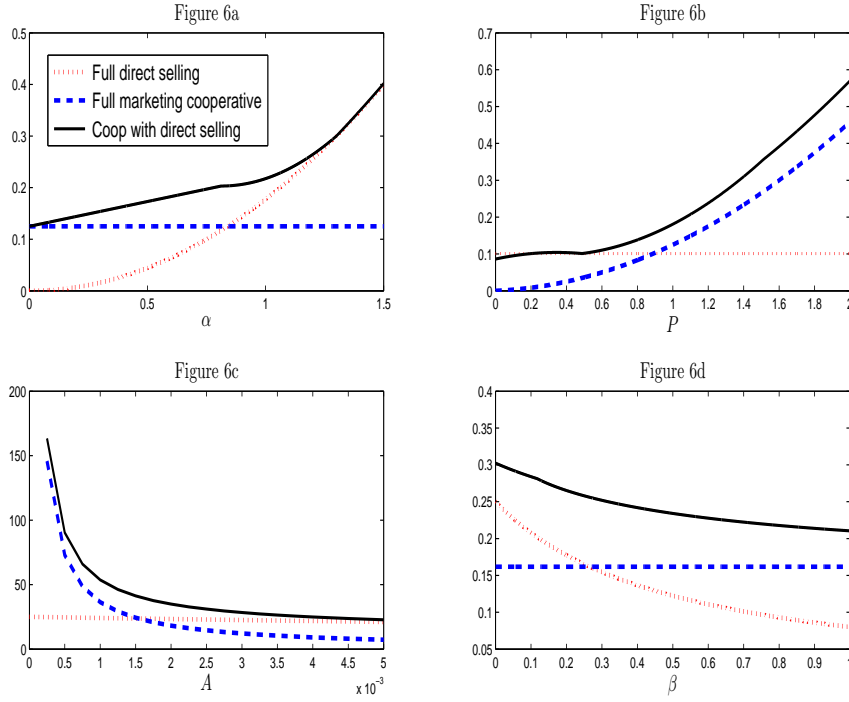 Figure 6a
0.5
0.4
0.3
0.2
0.1
0
Full direct selling
Full marketing cooperative
Coop with direct selling
0 0.5 1 1.5
α
Figure 6b
0.7
0.6
0.5
0.4
0.3
0.2
0.1
0
0 0.2 0.4 0.6 0.8 1 1.2 1.4 1.6 1.8 2
P
Figure 6c
200
150
100
50
0
0 0.5 1 1.5 2 2.5 3 3.5 4 4.5 5
x 10⁻³
A
Figure 6d
0.4
0.35
0.3
0.25
0.2
0.15
0.1
0.05
0 0.1 0.2 0.3 0.4 0.5 0.6 0.7 0.8 0.9 1
β